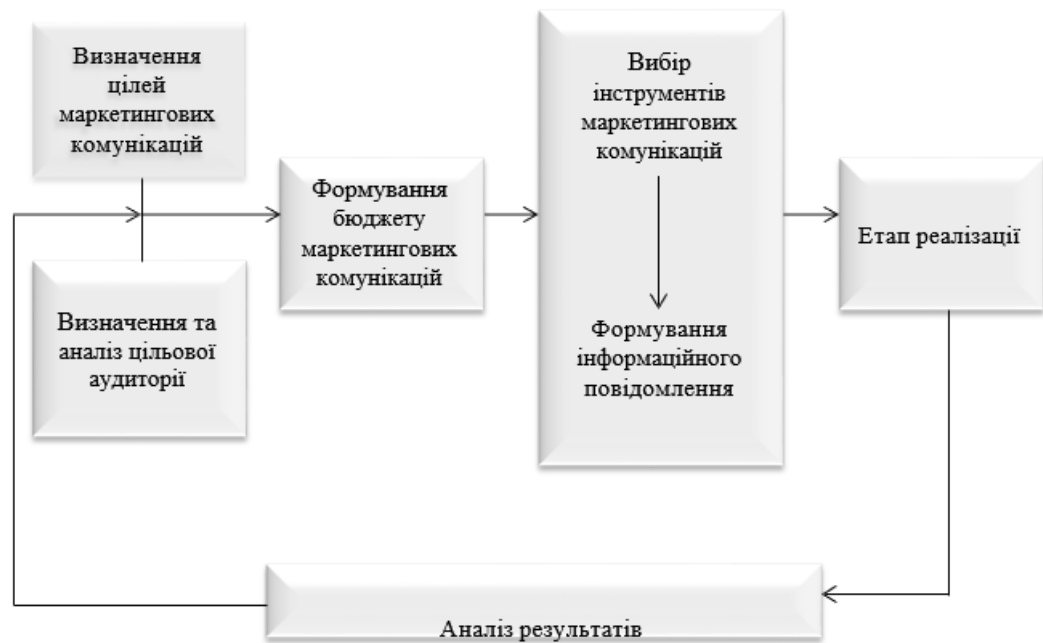 Визначення
цілей
маркетингових
комунікацій
Визначення та
аналіз цільової
аудиторії
Формування
бюджету
маркетингових
комунікацій
Вибір
інструментів
маркетингових
комунікацій
Формування
інформаційного
повідомлення
Етап реалізації
Аналіз результатів